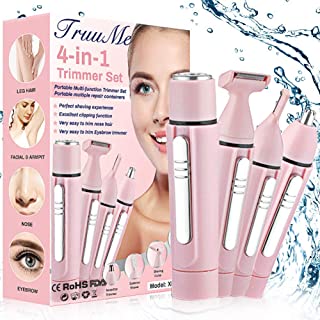 TruuMe
4-in-1
Trimmer Set
Portable Multi-function Trimmer Set
Portable multiple repair containers
Perfect shaving experience
Excellent clipping function
Very easy to trim nose hair
Very easy to trim Eyebrow trimmer
LEG HAIR
FACIAL & ARMPIT
NOSE
EYEBROW
CE RoHS FDA
Model: